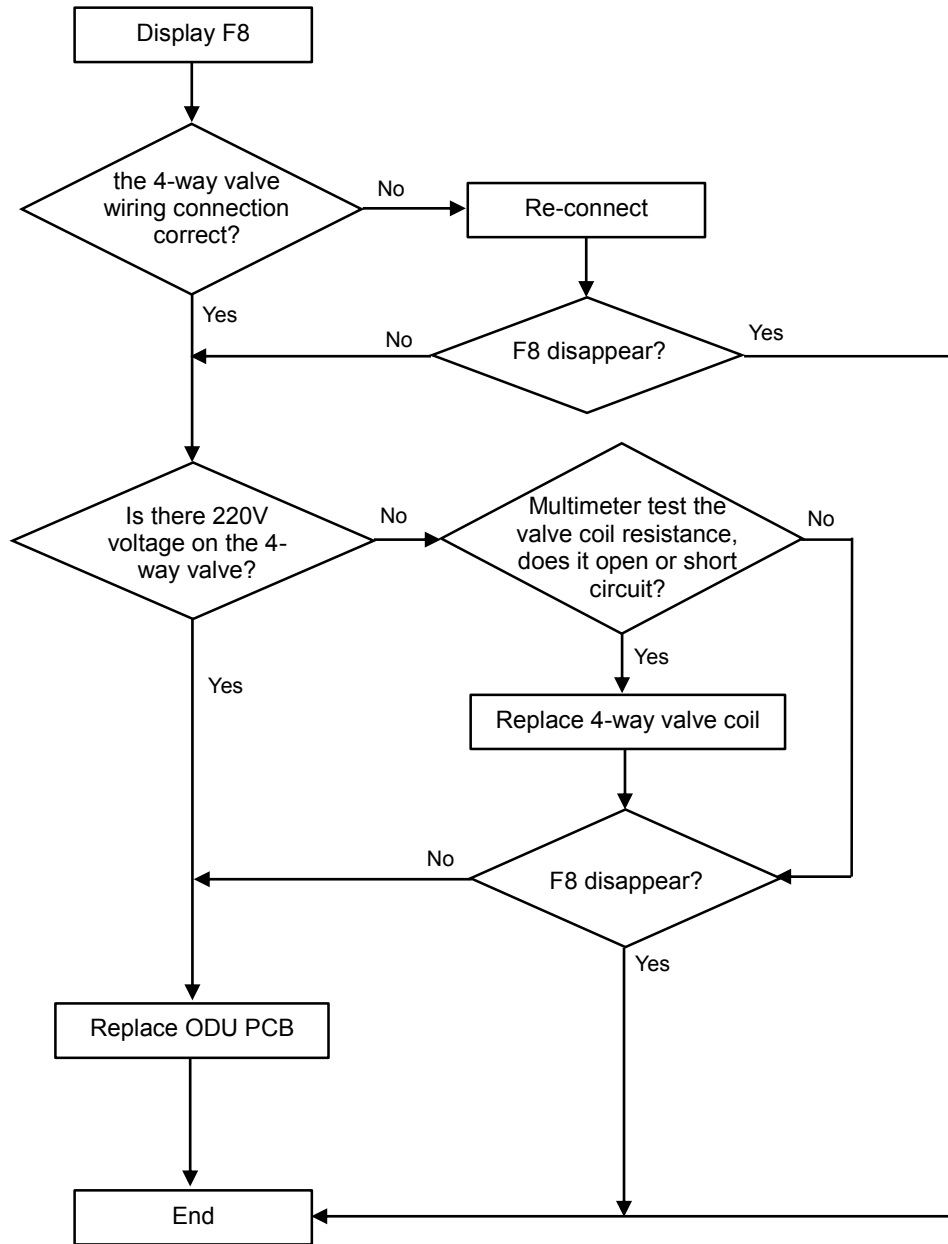 Display F8
the 4-way valve
wiring connection
correct?
No
Re-connect
Yes
No
F8 disappear?
Yes
Is there 220V
voltage on the 4-
way valve?
No
Multimeter test the
valve coil resistance,
does it open or short
circuit?
No
Yes
Yes
Replace 4-way valve coil
No
F8 disappear?
Yes
Replace ODU PCB
End